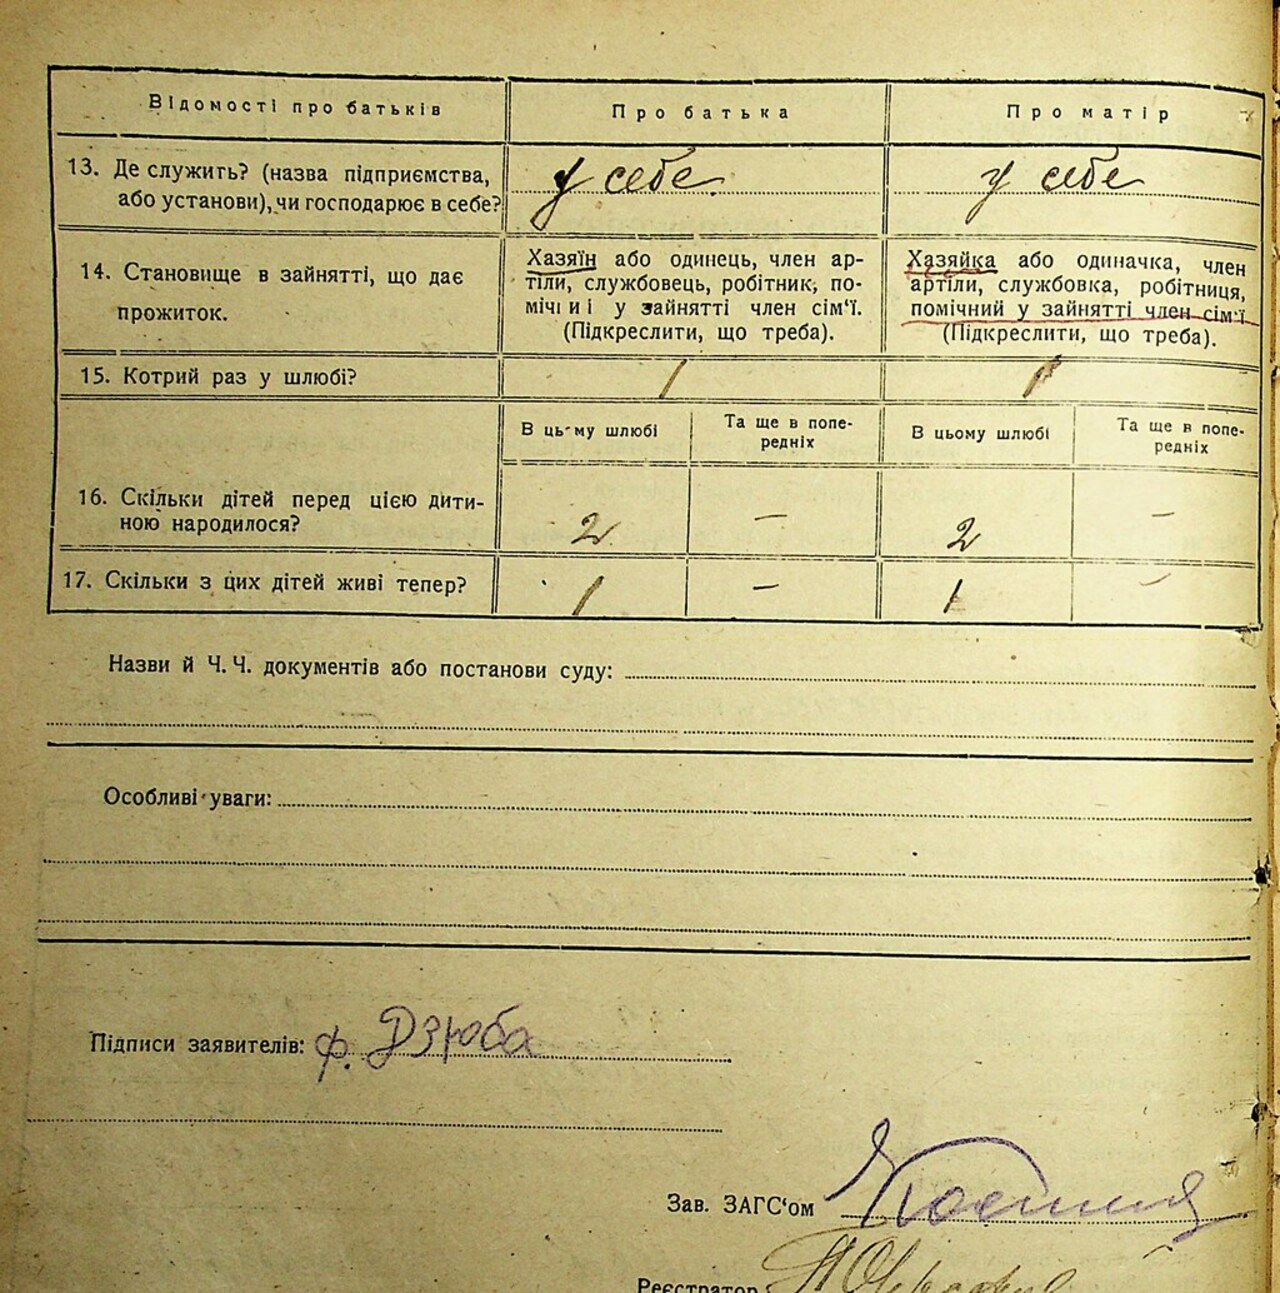 Відомості про батьків
Про батька
Про матір
13. Де служить? (назва підприємства,
або установи), чи господарює в себе?
у себе
у себе
14. Становище в зайнятті, що дає
прожиток.
Хазяїн або одинець, член ар-
тіли, службовець, робітник, по-
мічниі у зайнятті член сім'ї.
(Підкреслити, що треба).
Хазяйка або одиначка, член
артіли, службовка, робітниця,
помічний у зайнятті член сім'ї
(Підкреслити, що треба).
15. Котрий раз у шлюбі?
1
1
В цьому шлюбі
Та ще в попе-
редніх
В цьому шлюбі
Та ще в попе-
редніх
16. Скільки дітей перед цією дити-
ною народилося?
2
—
2
—
17. Скільки з цих дітей живі тепер?
1
—
1
—
Назви й Ч. Ч. документів або постанови суду:
Особливі уваги:
Підписи заявителів: Ф. Дзюба
Зав. ЗАГС'ом
Реєстратор